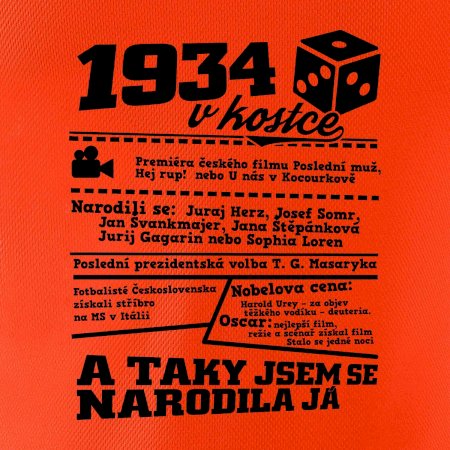 1934
v kostce
Premiéra českého filmu Poslední muž,
Hej rup! nebo U nás v Kocourkově
Narodili se: Juraj Herz, Josef Somr,
Jan Švankmajer, Jana Štěpánková
Jurij Gagarin nebo Sophia Loren
Poslední prezidentská volba T. G. Masaryka
Fotbalisté Československa
získali stříbro
na MS v Itálii
Nobelova cena:
Harold Urey - za objev
těžkého vodíku - deuteria.
Oscar: nejlepší film,
režie a scénař získal film
Stalo se jedné noci
A TAKY JSEM SE
NARODILA JÁ